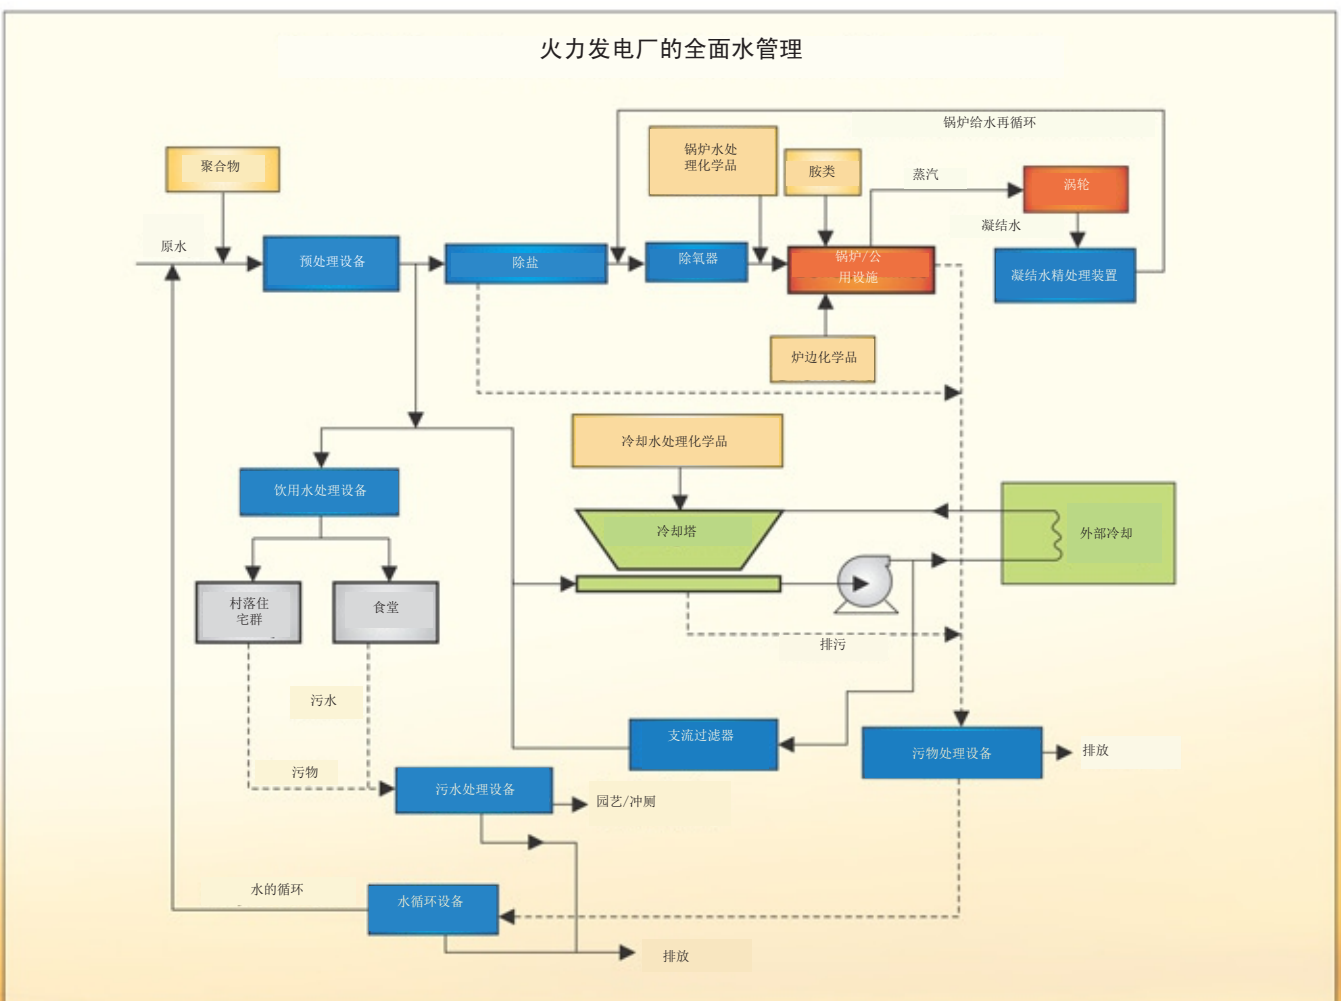 火力发电厂的全面水管理
锅炉给水再循环
聚合物
锅炉水处
理化学品
胺类
蒸汽
涡轮
原水
凝结水
预处理设备
除盐
除氧器
锅炉/公
用设施
凝结水精处理装置
炉边化学品
冷却水处理化学品
饮用水处理设备
冷却塔
外部冷却
村落住
宅群
食堂
排污
污水
支流过滤器
污物处理设备
排放
污物
污水处理设备
园艺/冲厕
水的循环
水循环设备
排放